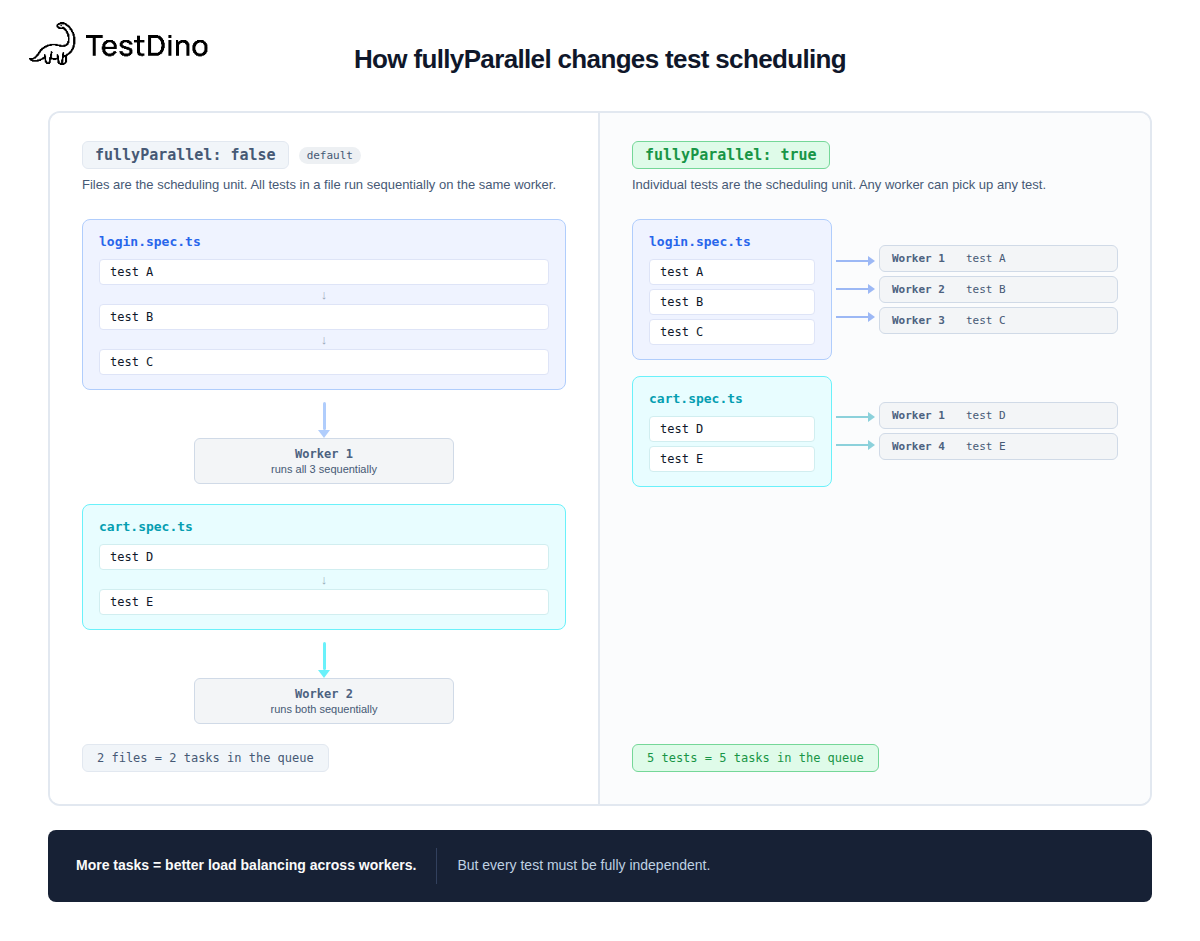 TestDino
How fullyParallel changes test scheduling
fullyParallel: false
default
Files are the scheduling unit. All tests in a file run sequentially on the same worker.
login.spec.ts
test A
↓
test B
↓
test C
Worker 1
runs all 3 sequentially
cart.spec.ts
test D
↓
test E
Worker 2
runs both sequentially
2 files = 2 tasks in the queue
fullyParallel: true
Individual tests are the scheduling unit. Any worker can pick up any test.
login.spec.ts
test A
test B
test C
Worker 1 test A
Worker 2 test B
Worker 3 test C
cart.spec.ts
test D
test E
Worker 1 test D
Worker 4 test E
5 tests = 5 tasks in the queue
More tasks = better load balancing across workers.
But every test must be fully independent.